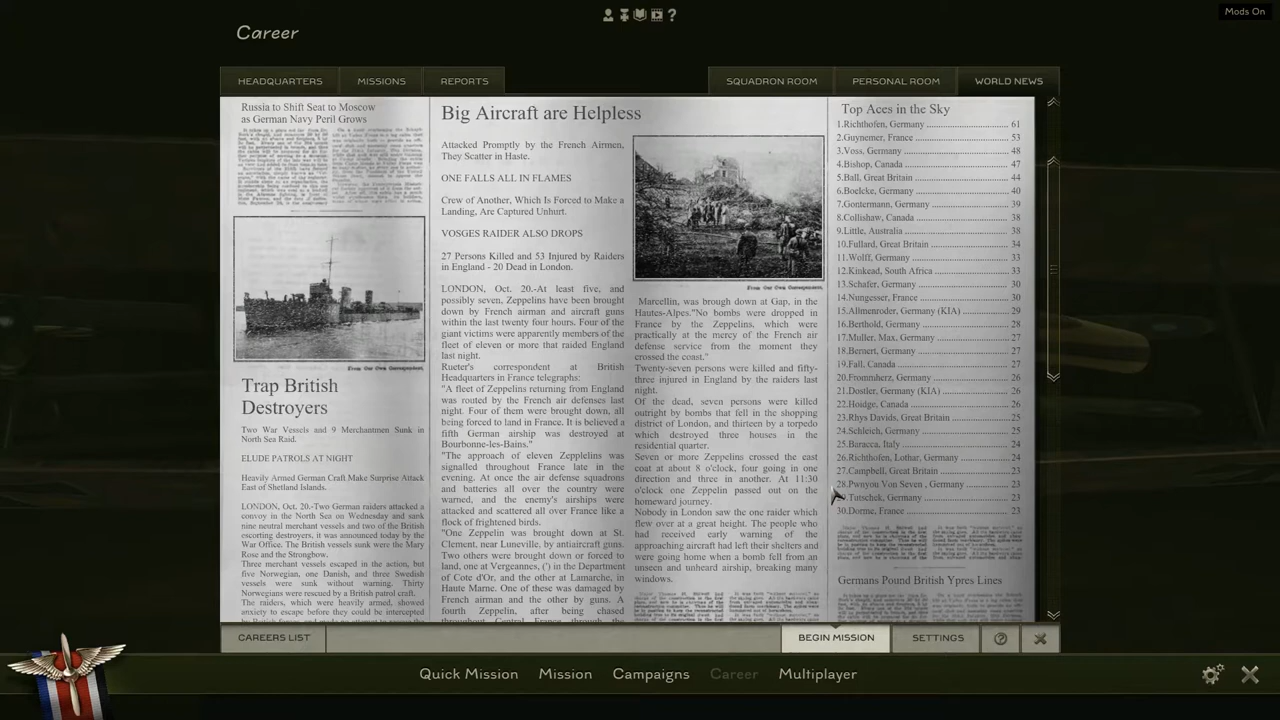 Mods On
Career
HEADQUARTERS
MISSIONS
REPORTS
SQUADRON ROOM
PERSONAL ROOM
WORLD NEWS
Russia to Shift Seat to Moscow
as German Navy Peril Grows
From Our Own Correspondent.
Trap British
Destroyers
Two War Vessels and 9 Merchantmen Sunk in
North Sea Raid.
ELUDE PATROLS AT NIGHT
Heavily Armed German Craft Make Surprise Attack
East of Shetland Islands.
LONDON, Oct. 20.-Two German raiders attacked a
convoy in the North Sea on Wednesday and sank
nine neutral merchant vessels and two of the British
escorting destroyers, it was announced today by the
War Office. The British vessels sunk were the Mary
Rose and the Strongbow.
Three merchant vessels escaped in the action, but
five Norwegian, one Danish, and three Swedish
vessels were sunk without warning. Thirty
Norwegians were rescued by a British patrol craft.
The raiders, which were heavily armed, showed
anxiety to escape before they could be intercepted
Big Aircraft are Helpless
Attacked Promptly by the French Airmen,
They Scatter in Haste.
ONE FALLS ALL IN FLAMES
Crew of Another, Which Is Forced to Make a
Landing, Are Captured Unhurt.
VOSGES RAIDER ALSO DROPS
27 Persons Killed and 53 Injured by Raiders
in England - 20 Dead in London.
LONDON, Oct. 20.-At least five, and
possibly seven, Zeppelins have been brought
down by French airman and aircraft guns
within the last twenty four hours. Four of the
giant victims were apparently members of the
fleet of eleven or more that raided England
last night.
Rueter's correspondent at British
Headquarters in France telegraphs:
"A fleet of Zeppelins returning from England
was routed by the French air defenses last
night. Four of them were brought down, all
being forced to land in France. It is believed a
fifth German airship was destroyed at
Bourbonne-les-Bains."
"The approach of eleven Zepplelins was
signalled throughout France late in the
evening. At once the air defense squadrons
and batteries all over the country were
warned, and the enemy's airships were
attacked and scattered all over France like a
flock of frightened birds.
"One Zeppelin was brought down at St.
Clement, near Luneville, by antiaircraft guns.
Two others were brought down or forced to
land, one at Vergeannes, (') in the Department
of Cote d'Or, and the other at Lamarche, in
Haute Marne. One of these was damaged by
French airman and the other by guns. A
fourth Zeppelin, after being chased
throughout Central France through the
From Our Own Correspondent.
Marcellin, was brough down at Gap, in the
Hautes-Alpes."No bombs were dropped in
France by the Zeppelins, which were
practically at the mercy of the French air
defense service from the moment they
crossed the coast."
Twenty-seven persons were killed and fifty-
three injured in England by the raiders last
night.
Of the dead, seven persons were killed
outright by bombs that fell in the shopping
district of London, and thirteen by a torpedo
which destroyed three houses in the
residential quarter.
Seven or more Zeppelins crossed the east
coat at about 8 o'clock, four going in one
direction and three in another. At 11:30
o'clock one Zeppelin passed out on the
homeward journey.
Nobody in London saw the one raider which
flew over at a great height. The people who
had received early warning of the
approaching aircraft had left their shelters and
were going home when a bomb fell from an
unseen and unheard airship, breaking many
windows.
Top Aces in the Sky
1.Richthofen, Germany 61
2.Guynemer, France 53
3.Voss, Germany 48
4.Bishop, Canada 47
5.Ball, Great Britain 44
6.Boelcke, Germany 40
7.Gontermann, Germany 39
8.Collishaw, Canada 38
9.Little, Australia 38
10.Fullard, Great Britain 34
11.Wolff, Germany 33
12.Kinkead, South Africa 33
13.Schafer, Germany 30
14.Nungesser, France 30
15.Allmenroder, Germany (KIA) 29
16.Berthold, Germany 28
17.Muller, Max, Germany 27
18.Bernert, Germany 27
19.Fall, Canada 27
20.Frommherz, Germany 26
21.Dostler, Germany (KIA) 26
22.Hoidge, Canada 26
23.Rhys Davids, Great Britain 25
24.Schleich, Germany 25
25.Baracca, Italy 24
26.Richthofen, Lothar, Germany 24
27.Campbell, Great Britain 23
28.Pwnyou Von Seven , Germany 23
Tutschek, Germany 23
30.Dorme, France 23
Germans Pound British Ypres Lines
CAREERS LIST
BEGIN MISSION
SETTINGS
Quick Mission
Mission
Campaigns
Career
Multiplayer